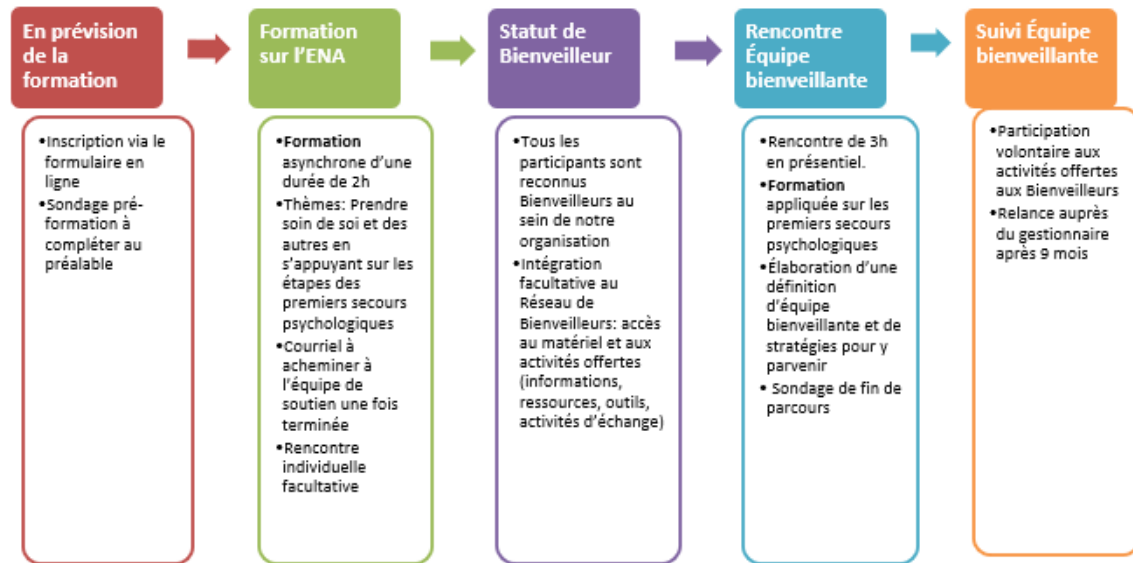 En prévision
de la
formation
•Inscription via le
formulaire en
ligne
•Sondage pré-
formation à
compléter au
préalable
Formation
sur l'ENA
•Formation
asynchrone d'une
durée de 2h
•Thèmes: Prendre
soin de soi et des
autres en
s'appuyant sur les
étapes des
premiers secours
psychologiques
•Courriel à
acheminer à
l'équipe de
soutien une fois
terminée
•Rencontre
individuelle
facultative
Statut de
Bienveilleur
•Tous les
participants sont
reconnus
Bienveilleurs au
sein de notre
organisation
•Intégration
facultative au
Réseau de
Bienveilleurs: accès
au matériel et aux
activités offertes
(informations,
ressources, outils,
activités d'échange)
Rencontre
Équipe
bienveillante
•Rencontre de 3h
en présentiel.
•Formation
appliquée sur les
premiers secours
psychologiques
•Élaboration d'une
définition
d'équipe
bienveillante et de
stratégies pour y
parvenir
• Sondage de fin de
parcours
Suivi Équipe
bienveillante
•Participation
volontaire aux
activités offertes
aux Bienveilleurs
•Relance auprès
du gestionnaire
après 9 mois